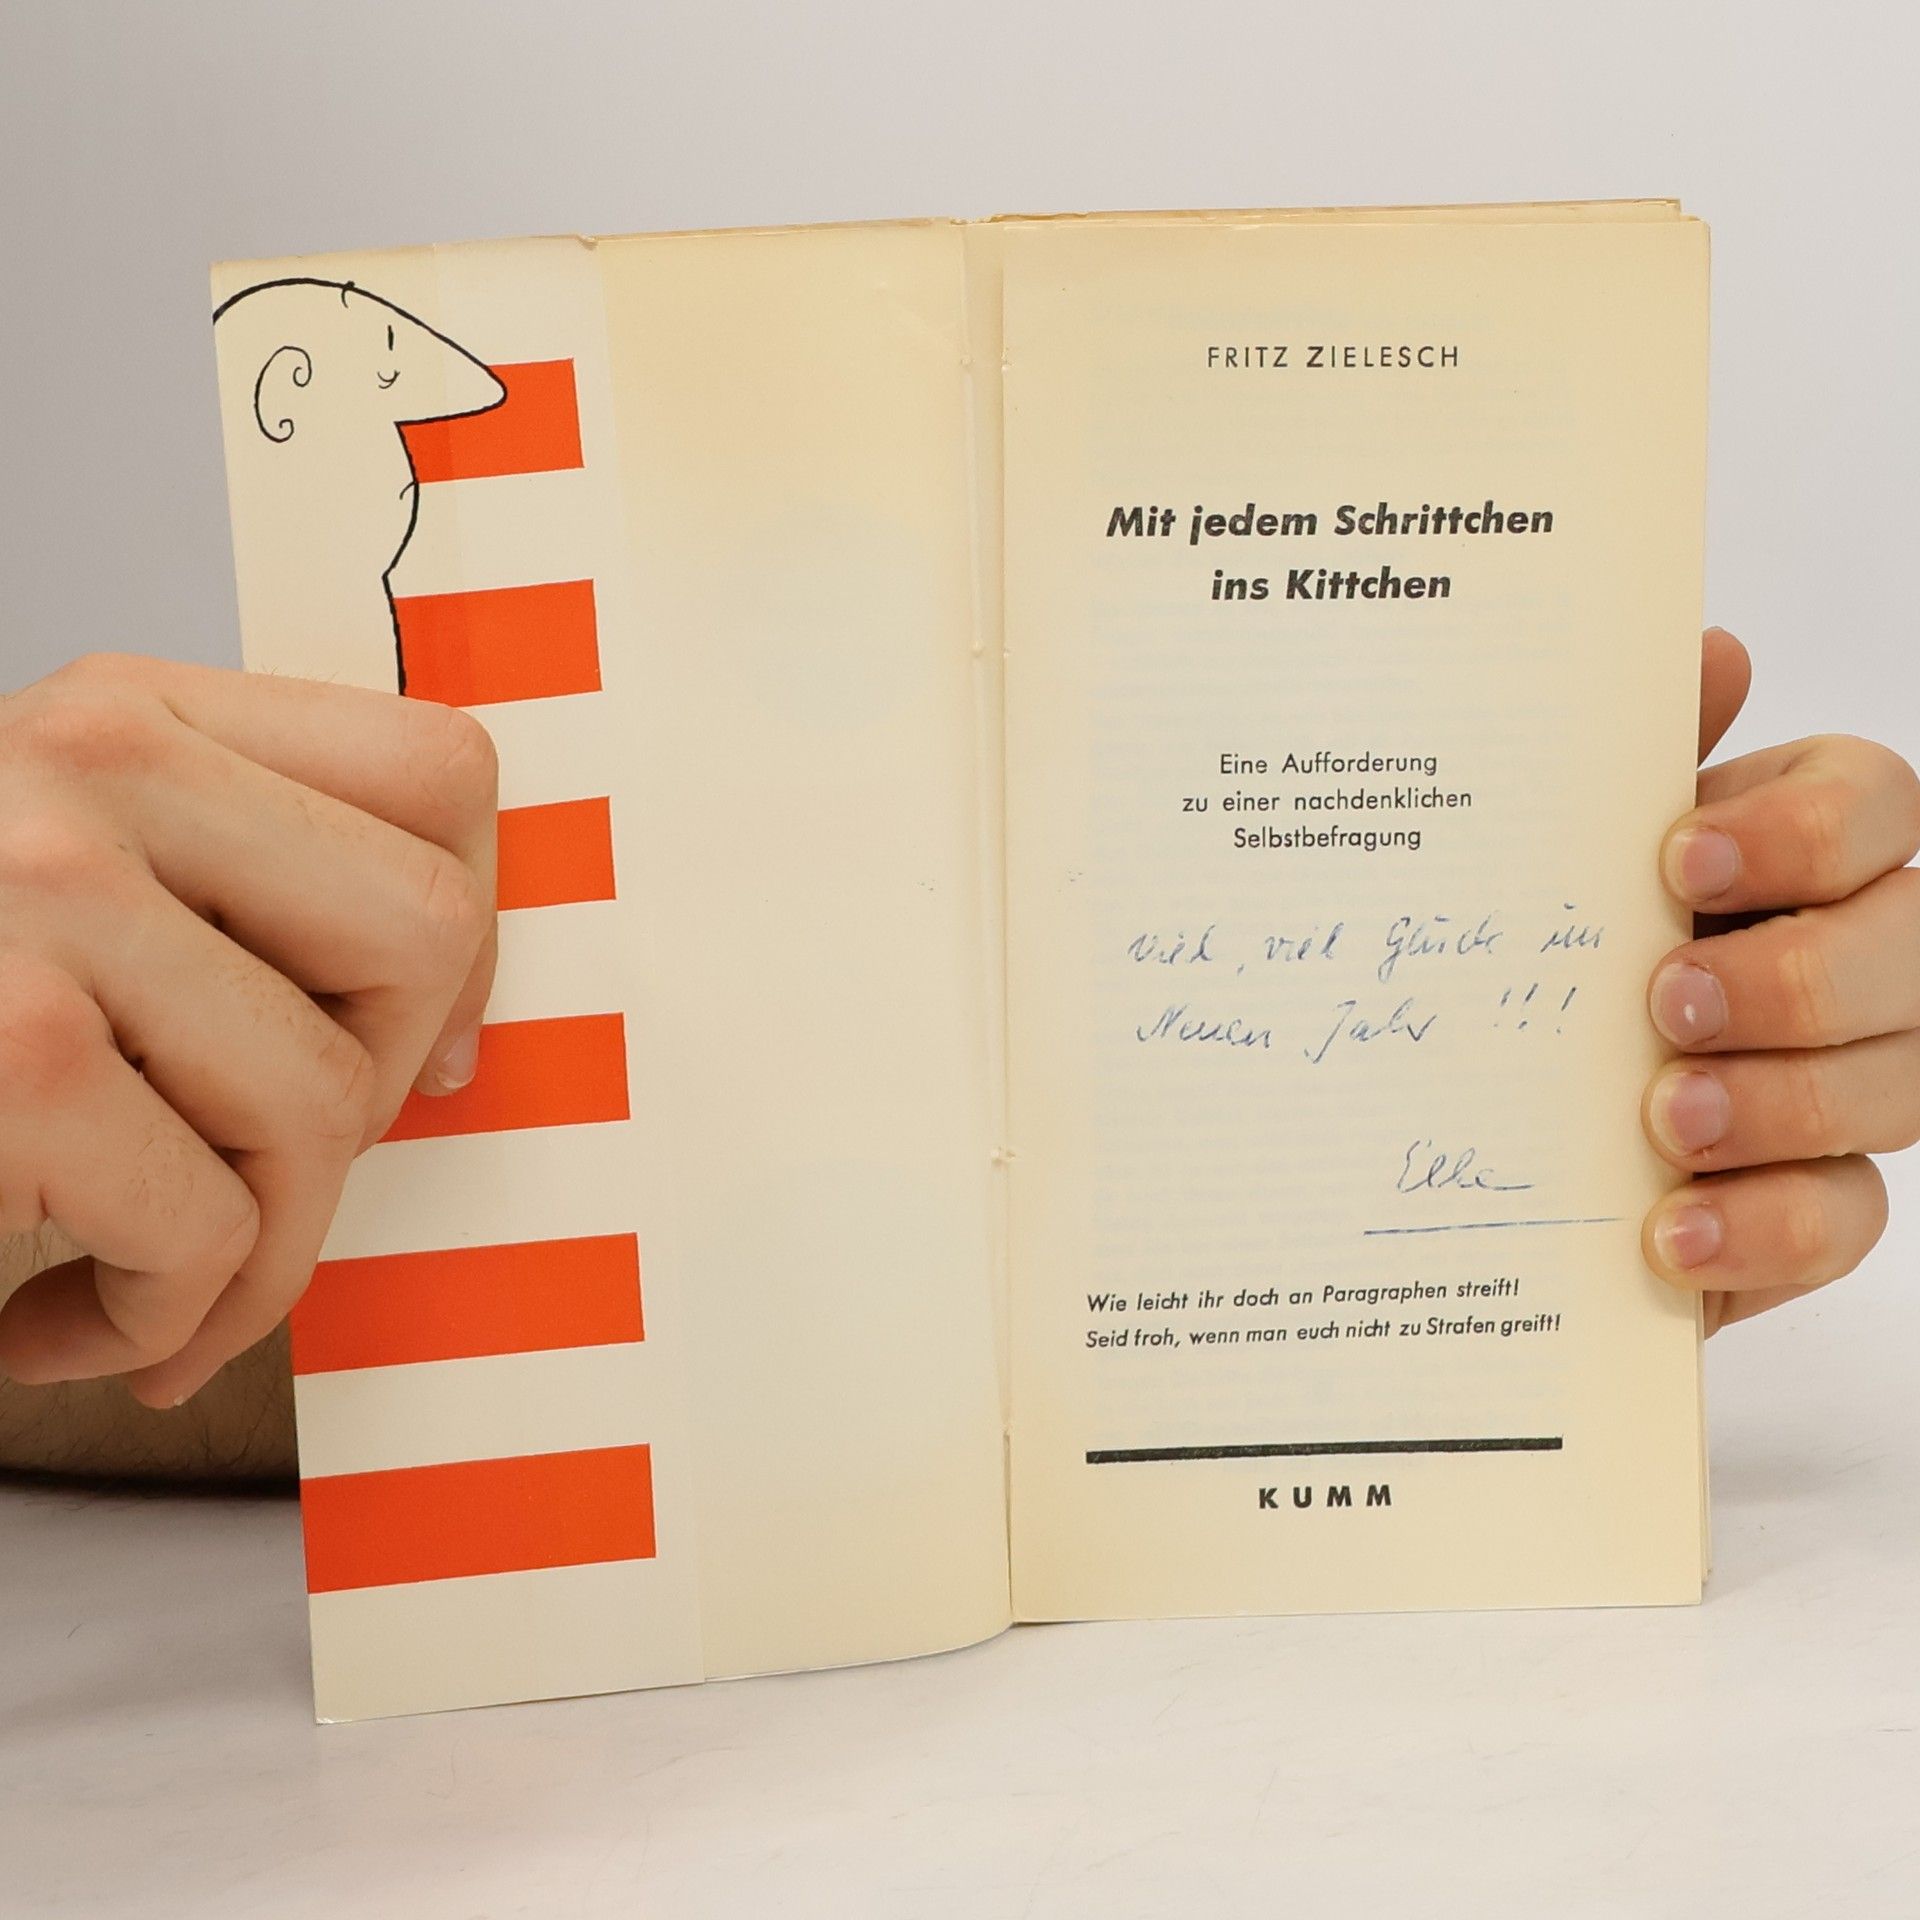 FRITZ ZIELESCH
Mit jedem Schrittchen
ins Kittchen
Eine Aufforderung
zu einer nachdenklichen
Selbstbefragung
Viel, viel Glück im
Neuen Jahr !!!
Elke
Wie leicht ihr doch an Paragraphen streift!
Seid froh, wenn man euch nicht zu Strafen greift!
KUMM